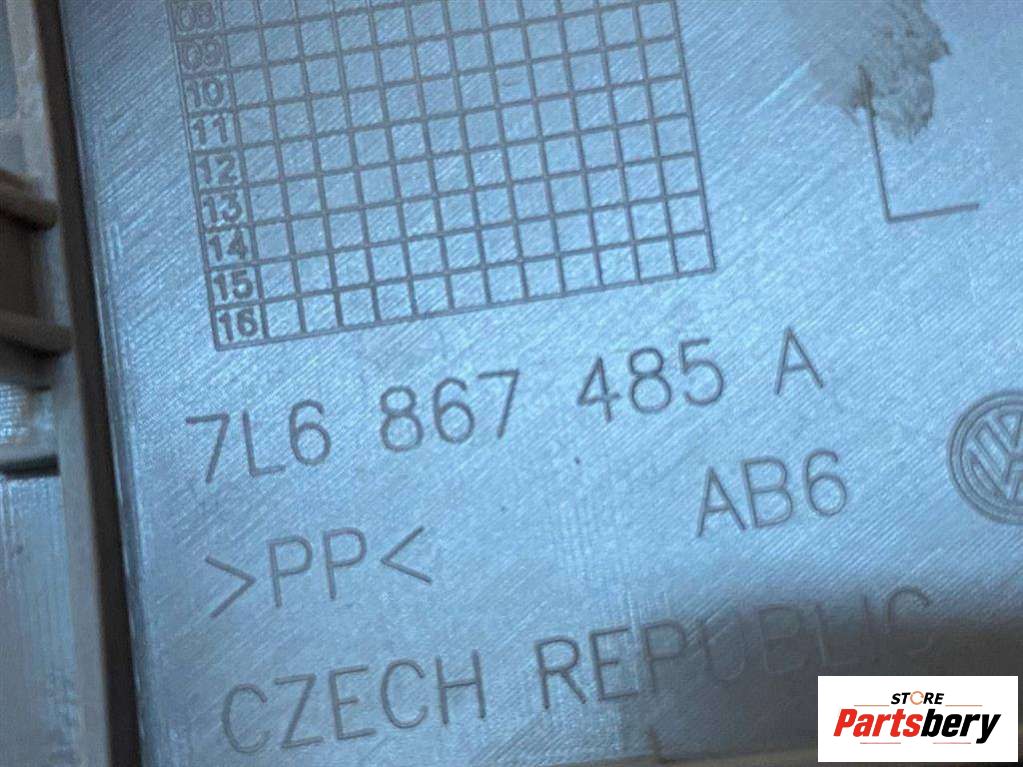 08
09
10
11
12
13
14
15
16
7L6 867 485 A
AB6
>PP<
CZECH REPUBLIC
STORE
Partsbery